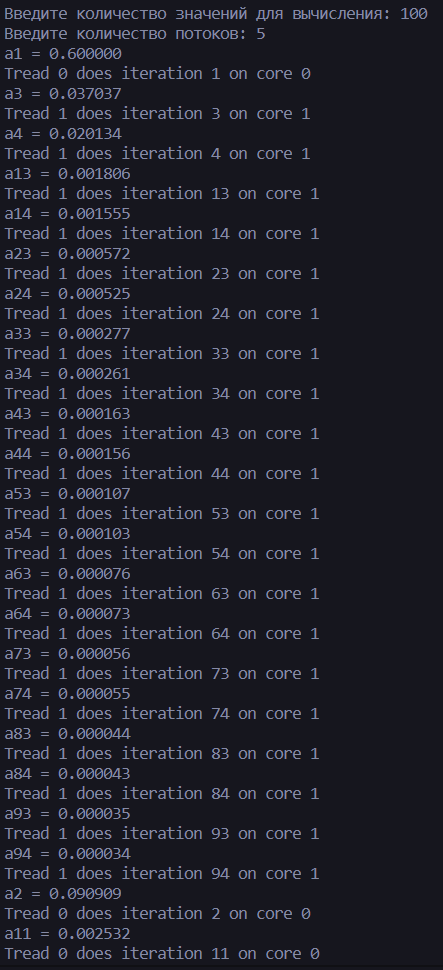 Введите количество значений для вычисления: 100
Введите количество потоков: 5
a1 = 0.600000
Tread 0 does iteration 1 on core 0
a3 = 0.037037
Tread 1 does iteration 3 on core 1
a4 = 0.020134
Tread 1 does iteration 4 on core 1
a13 = 0.001806
Tread 1 does iteration 13 on core 1
a14 = 0.001555
Tread 1 does iteration 14 on core 1
a23 = 0.000572
Tread 1 does iteration 23 on core 1
a24 = 0.000525
Tread 1 does iteration 24 on core 1
a33 = 0.000277
Tread 1 does iteration 33 on core 1
a34 = 0.000261
Tread 1 does iteration 34 on core 1
a43 = 0.000163
Tread 1 does iteration 43 on core 1
a44 = 0.000156
Tread 1 does iteration 44 on core 1
a53 = 0.000107
Tread 1 does iteration 53 on core 1
a54 = 0.000103
Tread 1 does iteration 54 on core 1
a63 = 0.000076
Tread 1 does iteration 63 on core 1
a64 = 0.000073
Tread 1 does iteration 64 on core 1
a73 = 0.000056
Tread 1 does iteration 73 on core 1
a74 = 0.000055
Tread 1 does iteration 74 on core 1
a83 = 0.000044
Tread 1 does iteration 83 on core 1
a84 = 0.000043
Tread 1 does iteration 84 on core 1
a93 = 0.000035
Tread 1 does iteration 93 on core 1
a94 = 0.000034
Tread 1 does iteration 94 on core 1
a2 = 0.090909
Tread 0 does iteration 2 on core 0
a11 = 0.002532
Tread 0 does iteration 11 on core 0